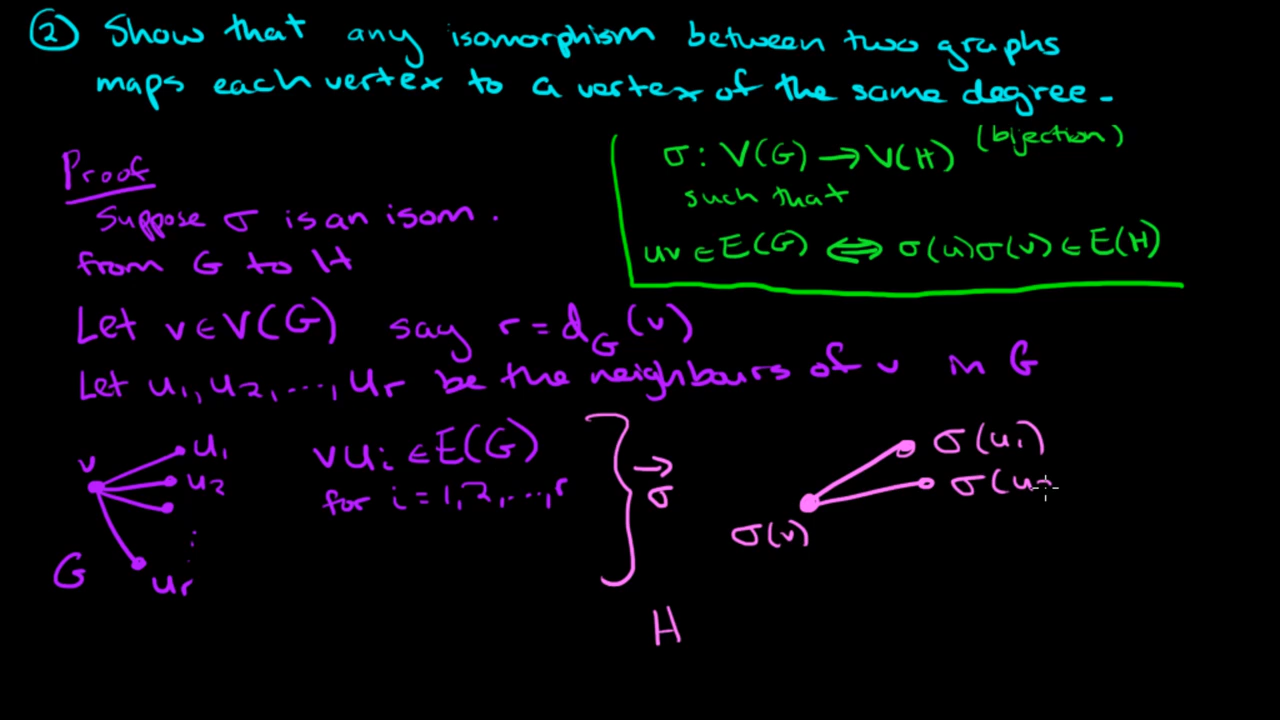 ② Show that any isomorphism between two graphs
maps each vertex to a vertex of the same degree.
Proof
Suppose σ is an isom.
from G to H
σ: V(G) → V(H) (bijection)
such that
uv ∈ E(G) ⟺ σ(u)σ(v) ∈ E(H)
Let v ∈ V(G) say r = d_G(v)
Let u₁, u₂, ..., uᵣ be the neighbours of v in G
v
u₁
u₂
⋮
uᵣ
G
vuᵢ ∈ E(G)
for i = 1, 2, ..., r
→
σ
σ(u₁)
σ(u₂
σ(v)
H